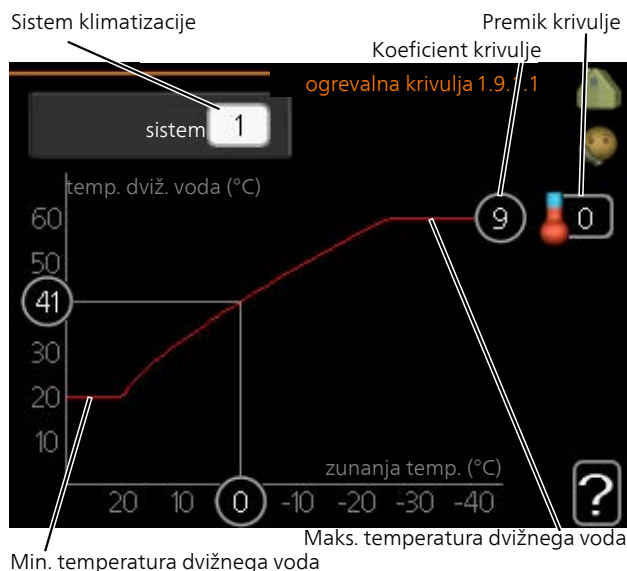 Sistem klimatizacije
Premik krivulje
Koeficient krivulje
ogrevalna krivulja 1.9.1.1
sistem 1
temp. dviž. voda (°C)
60
9
0
50
41
30
20
10
zunanja temp. (°C)
20 10 0 -10 -20 -30 -40
?
Maks. temperatura dvižnega voda
Min. temperatura dvižnega voda